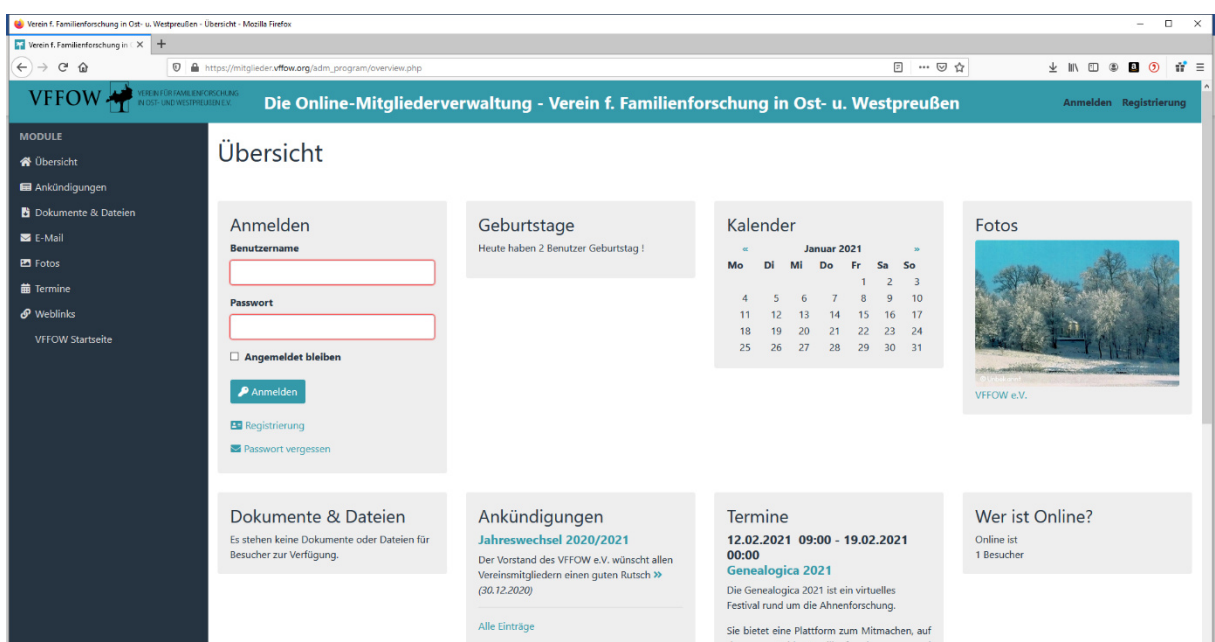 Verein f. Familienforschung in Ost- u. Westpreußen - Übersicht - Mozilla Firefox
Verein f. Familienforschung in
https://mitglieder.vffow.org/adm_program/overview.php
VFFOW
VEREIN FÜR FAMILIENFORSCHUNG
IN OST- UND WESTPREUßEN E.V.
Die Online-Mitgliederverwaltung - Verein f. Familienforschung in Ost- u. Westpreußen
Anmelden Registrierung
MODULE
Übersicht
Ankündigungen
Dokumente & Dateien
E-Mail
Fotos
Termine
Weblinks
VFFOW Startseite
Übersicht
Anmelden
Benutzername
Passwort
Angemeldet bleiben
Anmelden
Registrierung
Passwort vergessen
Geburtstage
Heute haben 2 Benutzer Geburtstag !
Kalender
« Januar 2021 »
Mo Di Mi Do Fr Sa So
1 2 3
4 5 6 7 8 9 10
11 12 13 14 15 16 17
18 19 20 21 22 23 24
25 26 27 28 29 30 31
Fotos
VFFOW e.V.
Dokumente & Dateien
Es stehen keine Dokumente oder Dateien für
Besucher zur Verfügung.
Ankündigungen
Jahreswechsel 2020/2021
Der Vorstand des VFFOW e.V. wünscht allen
Vereinsmitgliedern einen guten Rutsch »
(30.12.2020)
Alle Einträge
Termine
12.02.2021 09:00 - 19.02.2021
00:00
Genealogica 2021
Die Genealogica 2021 ist ein virtuelles
Festival rund um die Ahnenforschung.
Sie bietet eine Plattform zum Mitmachen, auf
Wer ist Online?
Online ist
1 Besucher